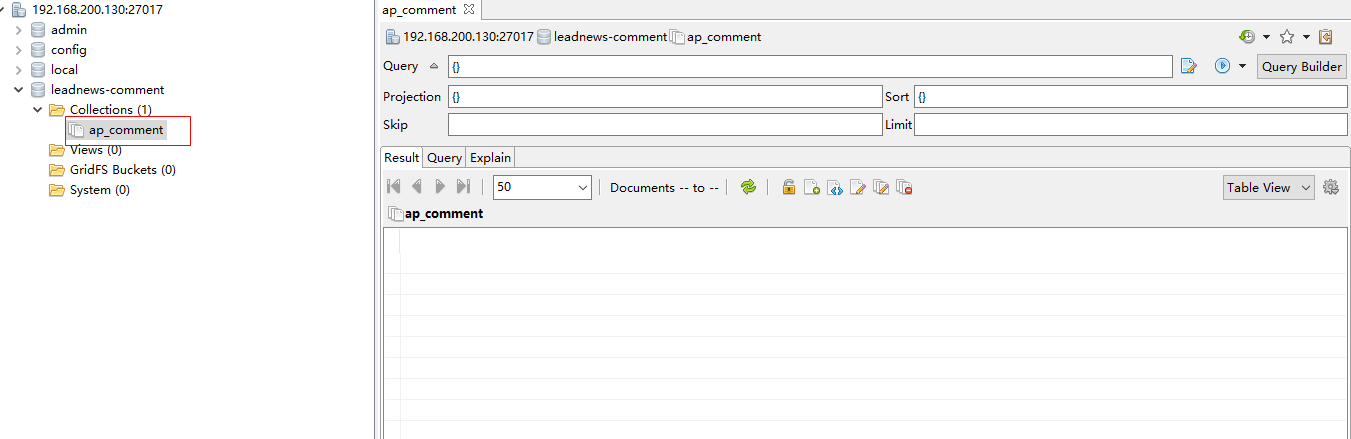 192.168.200.130:27017
admin
config
local
leadnews-comment
Collections (1)
ap_comment
Views (0)
GridFS Buckets (0)
System (0)
ap_comment
192.168.200.130:27017 leadnews-comment ap_comment
Query {} Query Builder
Projection {} Sort {}
Skip Limit
Result Query Explain
50 Documents -- to -- Table View
ap_comment